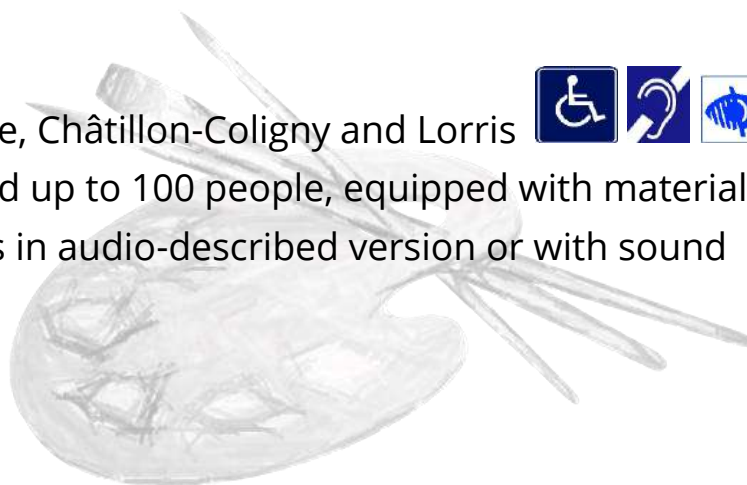 e, Châtillon-Coligny and Lorris
d up to 100 people, equipped with material
s in audio-described version or with sound